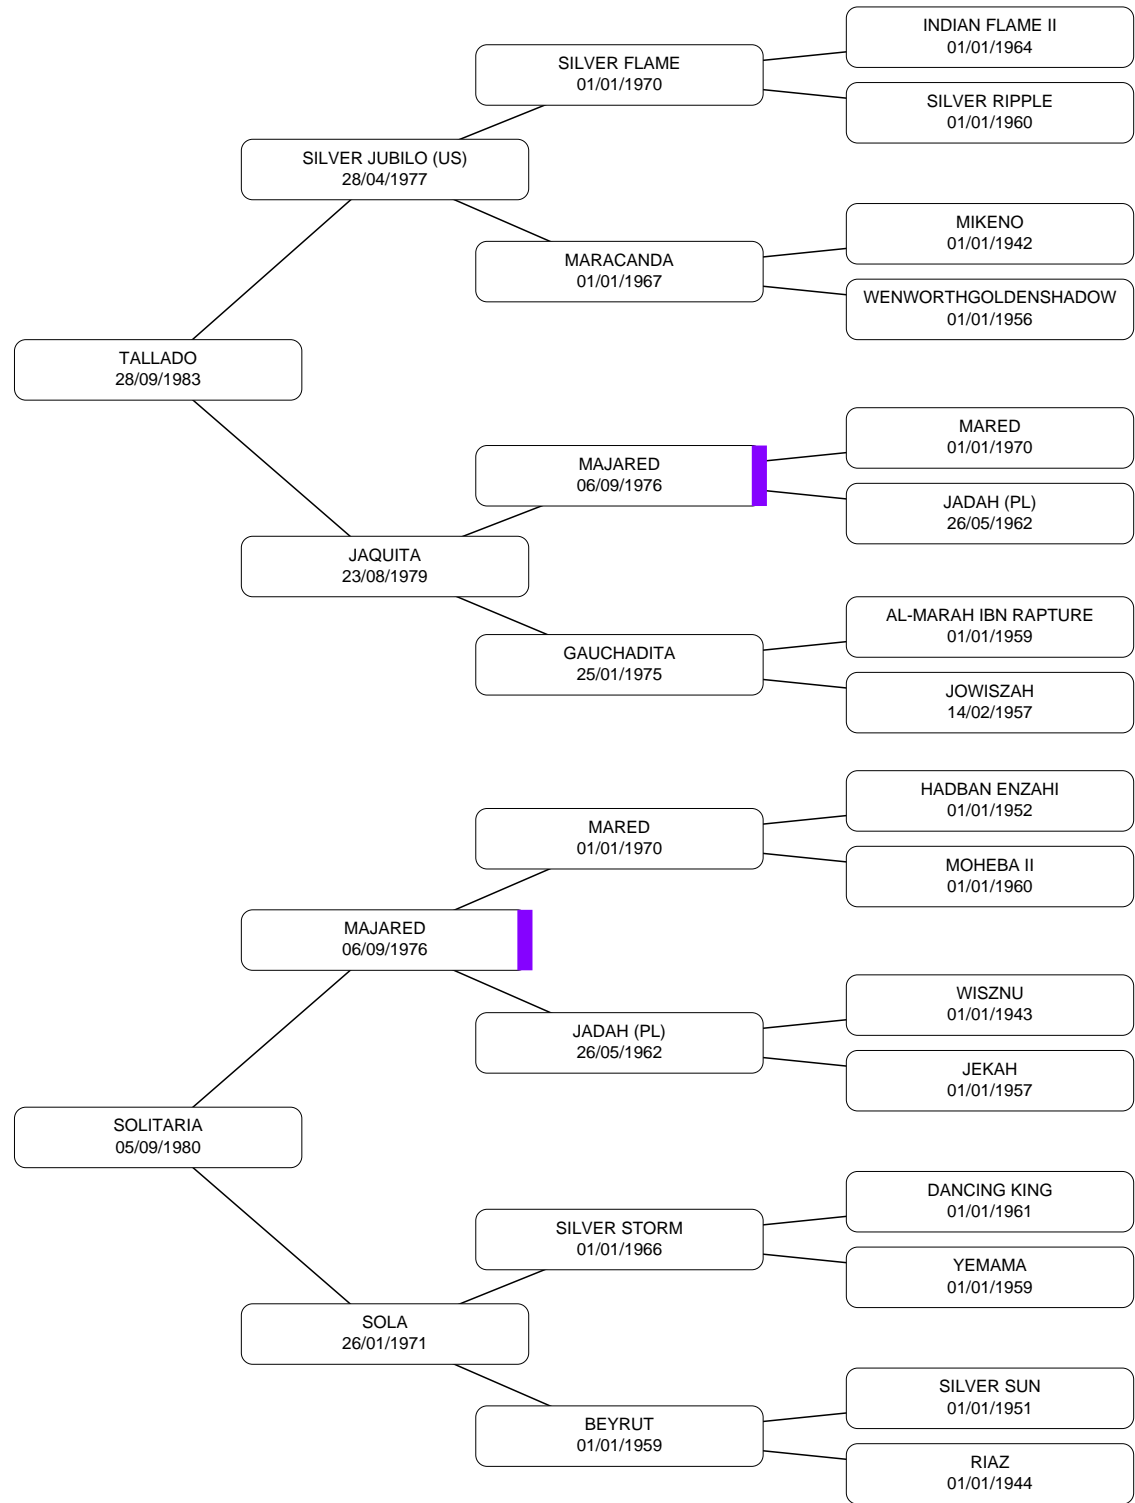 INDIAN FLAME II
01/01/1964
SILVER FLAME
01/01/1970
SILVER RIPPLE
01/01/1960
SILVER JUBILO (US)
28/04/1977
MIKENO
01/01/1942
MARACANDA
01/01/1967
WENWORTHGOLDENSHADOW
01/01/1956
TALLADO
28/09/1983
MARED
01/01/1970
MAJARED
06/09/1976
JADAH (PL)
26/05/1962
JAQUITA
23/08/1979
AL-MARAH IBN RAPTURE
01/01/1959
GAUCHADITA
25/01/1975
JOWISZAH
14/02/1957
HADBAN ENZAHI
01/01/1952
MARED
01/01/1970
MOHEBA II
01/01/1960
MAJARED
06/09/1976
WISZNU
01/01/1943
JADAH (PL)
26/05/1962
JEKAH
01/01/1957
SOLITARIA
05/09/1980
DANCING KING
01/01/1961
SILVER STORM
01/01/1966
YEMAMA
01/01/1959
SOLA
26/01/1971
SILVER SUN
01/01/1951
BEYRUT
01/01/1959
RIAZ
01/01/1944